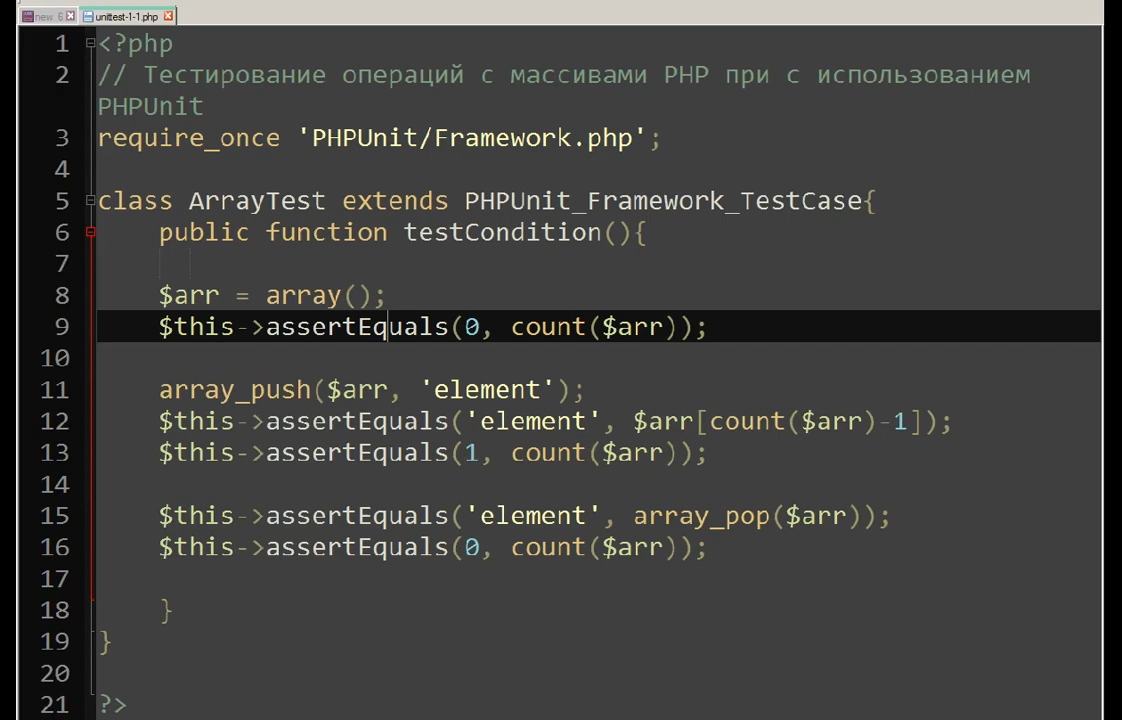 new 6
unittest-1-1.php
1 <?php
2 // Тестирование операций с массивами PHP при с использованием
PHPUnit
3 require_once 'PHPUnit/Framework.php';
4
5 class ArrayTest extends PHPUnit_Framework_TestCase{
6 public function testCondition(){
7
8 $arr = array();
9 $this->assertEquals(0, count($arr));
10
11 array_push($arr, 'element');
12 $this->assertEquals('element', $arr[count($arr)-1]);
13 $this->assertEquals(1, count($arr));
14
15 $this->assertEquals('element', array_pop($arr));
16 $this->assertEquals(0, count($arr));
17
18 }
19 }
20
21 ?>